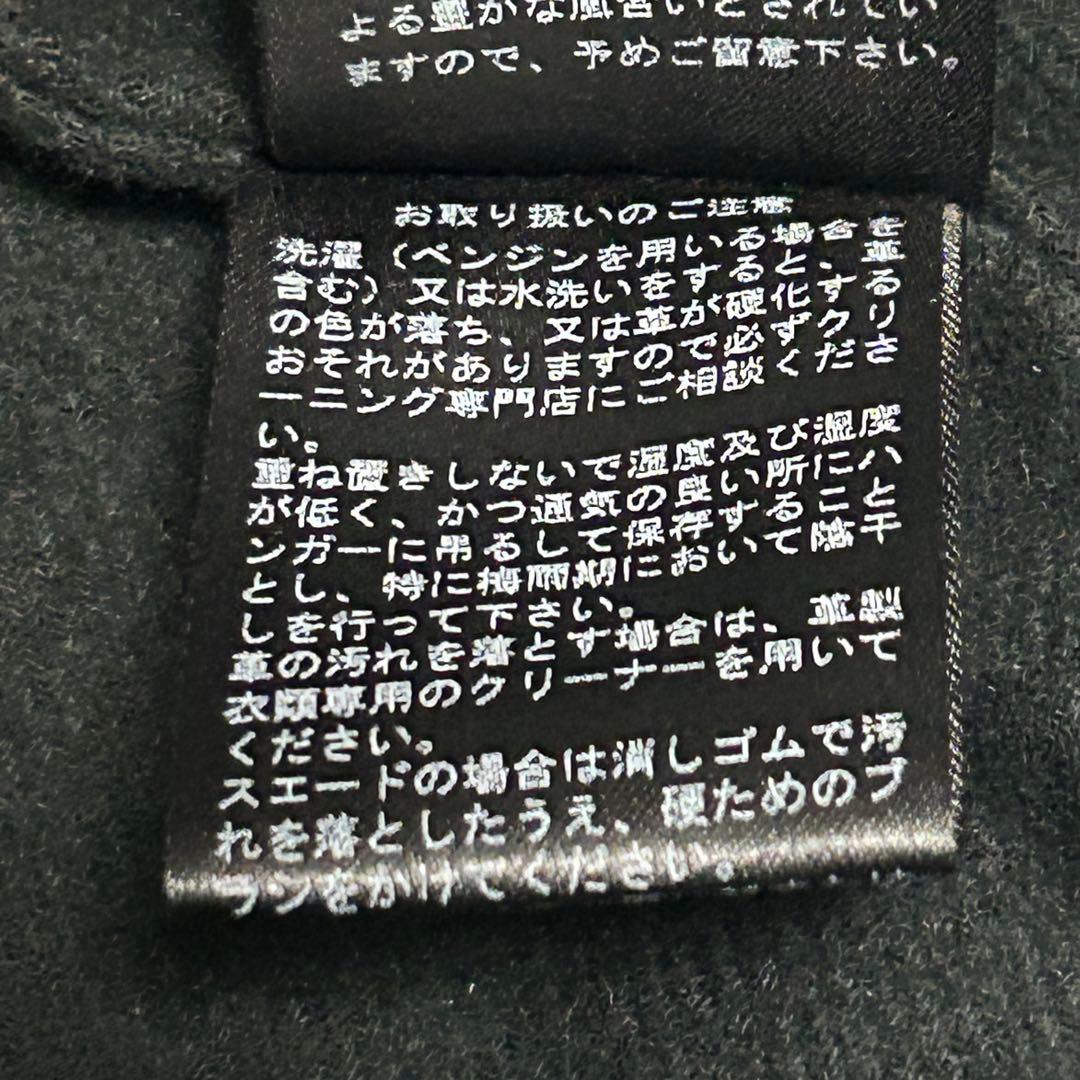 よる豊かな風合いとされてい
ますので、予めご留意下さい。
お取り扱いのご注意
洗濯（ベンジンを用いる場合を
含む）又は水洗いをすると、革
の色が落ち、又は革が硬化する
おそれがありますので必ずクリ
ーニング専門店にご相談くださ
い。
重ね置きしないで温度及び湿度
が低く、かつ通気の良い所にハ
ンガーに吊るして保存すること
とし、特に梅雨期において陰干
しを行って下さい。
革の汚れを落とす場合は、革製
衣類専用のクリーナーを用いて
ください。
スエードの場合は消しゴムで汚
れを落としたうえ、硬ためのブ
ラシをかけてください。